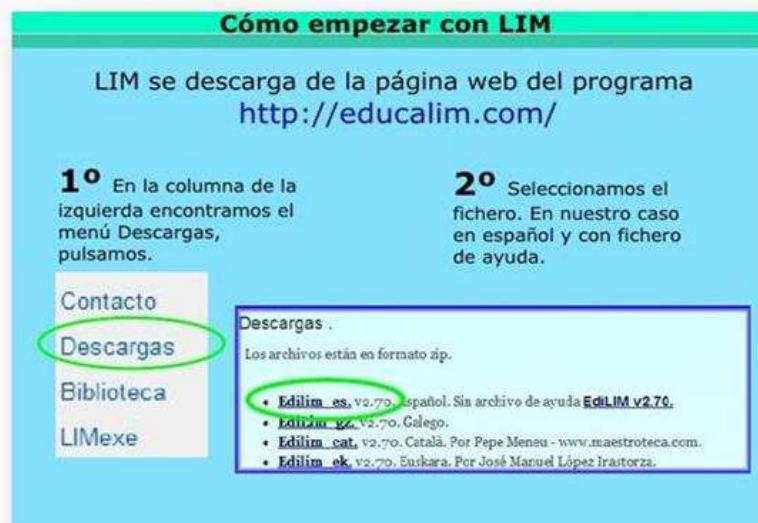 Cómo empezar con LIM
LIM se descarga de la página web del programa
http://educalim.com/
1º En la columna de la
izquierda encontramos el
menú Descargas,
pulsamos.
2º Seleccionamos el
fichero. En nuestro caso
en español y con fichero
de ayuda.
Contacto
Descargas
Biblioteca
LIMexe
Descargas .
Los archivos están en formato zip.
• Edilim_es. v2.70. Español. Sin archivo de ayuda EdiLIM v2.70.
• Edilim_gz. v2.70. Galego.
• Edilim_cat. v2.70. Català. Por Pepe Meneu - www.maestroteca.com.
• Edilim_ek. v2.70. Euskara. Por José Manuel López Irastorza.